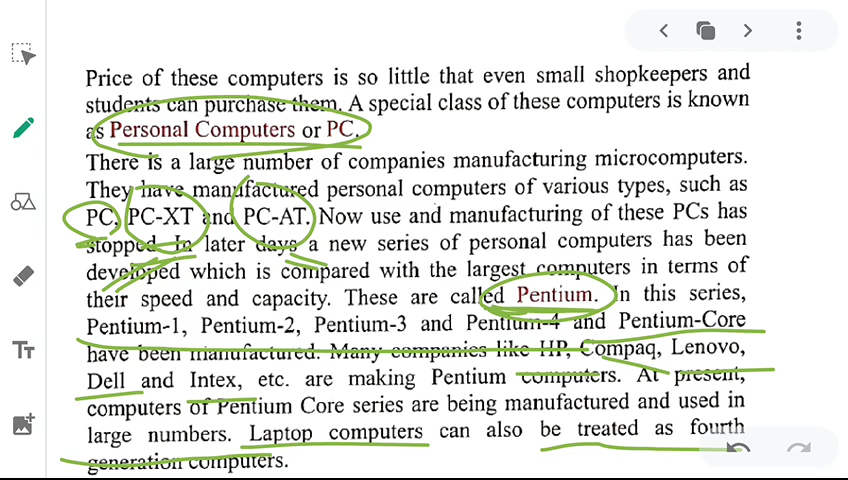 Price of these computers is so little that even small shopkeepers and
students can purchase them. A special class of these computers is known
as Personal Computers or PC.
There is a large number of companies manufacturing microcomputers.
They have manufactured personal computers of various types, such as
PC, PC-XT and PC-AT. Now use and manufacturing of these PCs has
stopped. In later days a new series of personal computers has been
developed which is compared with the largest computers in terms of
their speed and capacity. These are called Pentium. In this series,
Pentium-1, Pentium-2, Pentium-3 and Pentium-4 and Pentium-Core
have been manufactured. Many companies like HP, Compaq, Lenovo,
Dell and Intex, etc. are making Pentium computers. At present,
computers of Pentium Core series are being manufactured and used in
large numbers. Laptop computers can also be treated as fourth
generation computers.